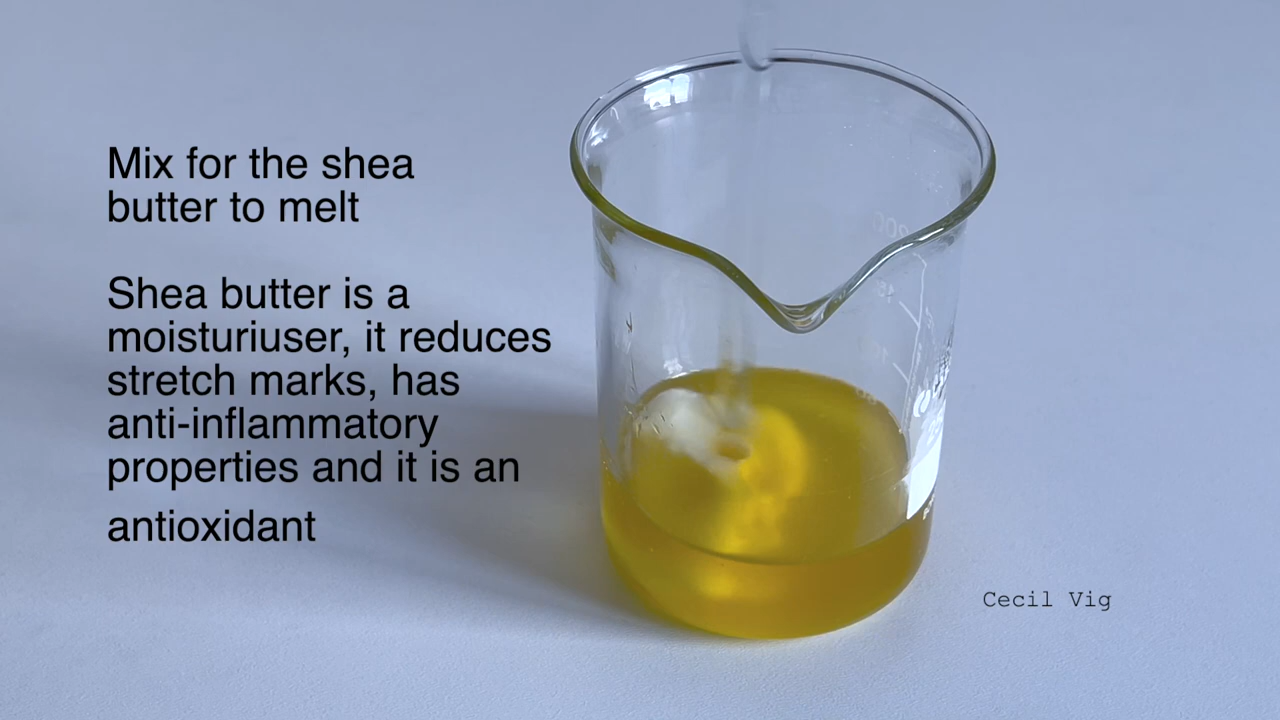 Mix for the shea
butter to melt
Shea butter is a
moisturiuser, it reduces
stretch marks, has
anti-inflammatory
properties and it is an
antioxidant
Cecil Vig